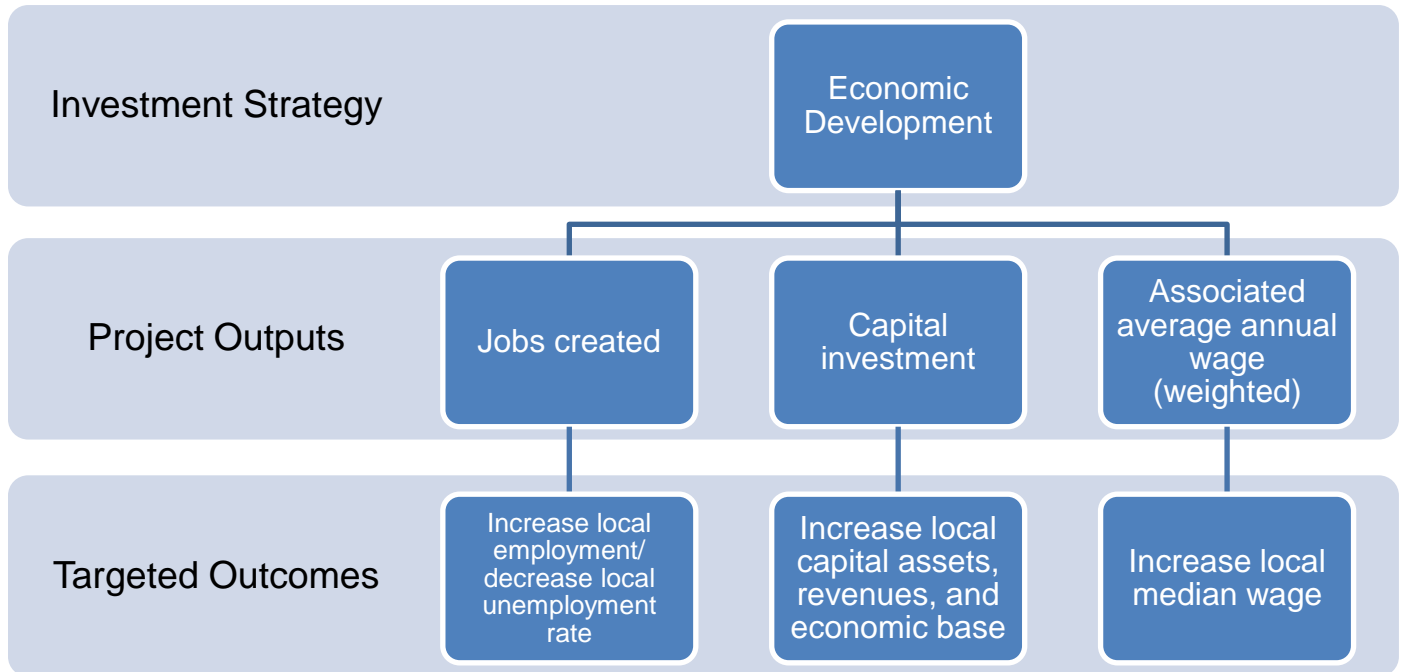 Investment Strategy
Economic
Development
Project Outputs
Jobs created
Capital
investment
Associated
average annual
wage
(weighted)
Targeted Outcomes
Increase local
employment/
decrease local
unemployment
rate
Increase local
capital assets,
revenues, and
economic base
Increase local
median wage